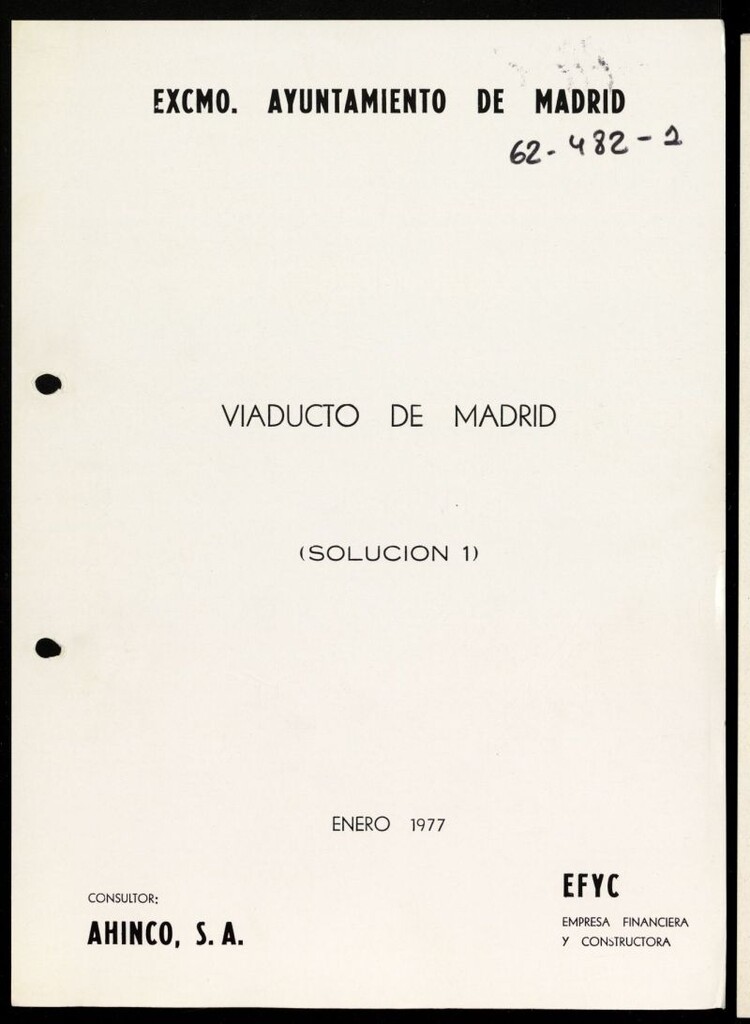 EXCMO. AYUNTAMIENTO DE MADRID
62-482-1
VIADUCTO DE MADRID
(SOLUCION 1)
ENERO 1977
CONSULTOR:
AHINCO, S. A.
EFYC
EMPRESA FINANCIERA
Y CONSTRUCTORA